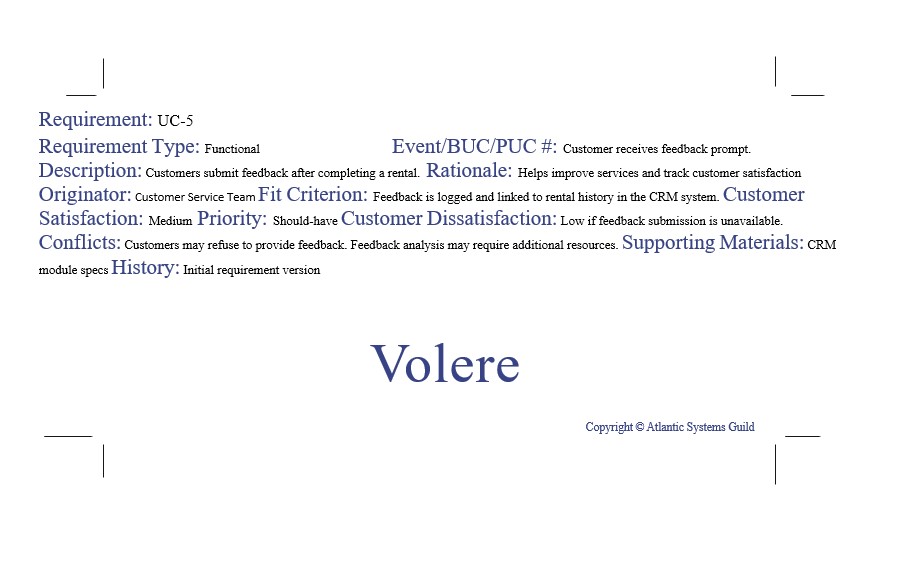 Requirement: UC-5
Requirement Type: Functional Event/BUC/PUC #: Customer receives feedback prompt.
Description: Customers submit feedback after completing a rental. Rationale: Helps improve services and track customer satisfaction
Originator: Customer Service Team Fit Criterion: Feedback is logged and linked to rental history in the CRM system. Customer
Satisfaction: Medium Priority: Should-have Customer Dissatisfaction: Low if feedback submission is unavailable.
Conflicts: Customers may refuse to provide feedback. Feedback analysis may require additional resources. Supporting Materials: CRM
module specs History: Initial requirement version
Volere
Copyright © Atlantic Systems Guild